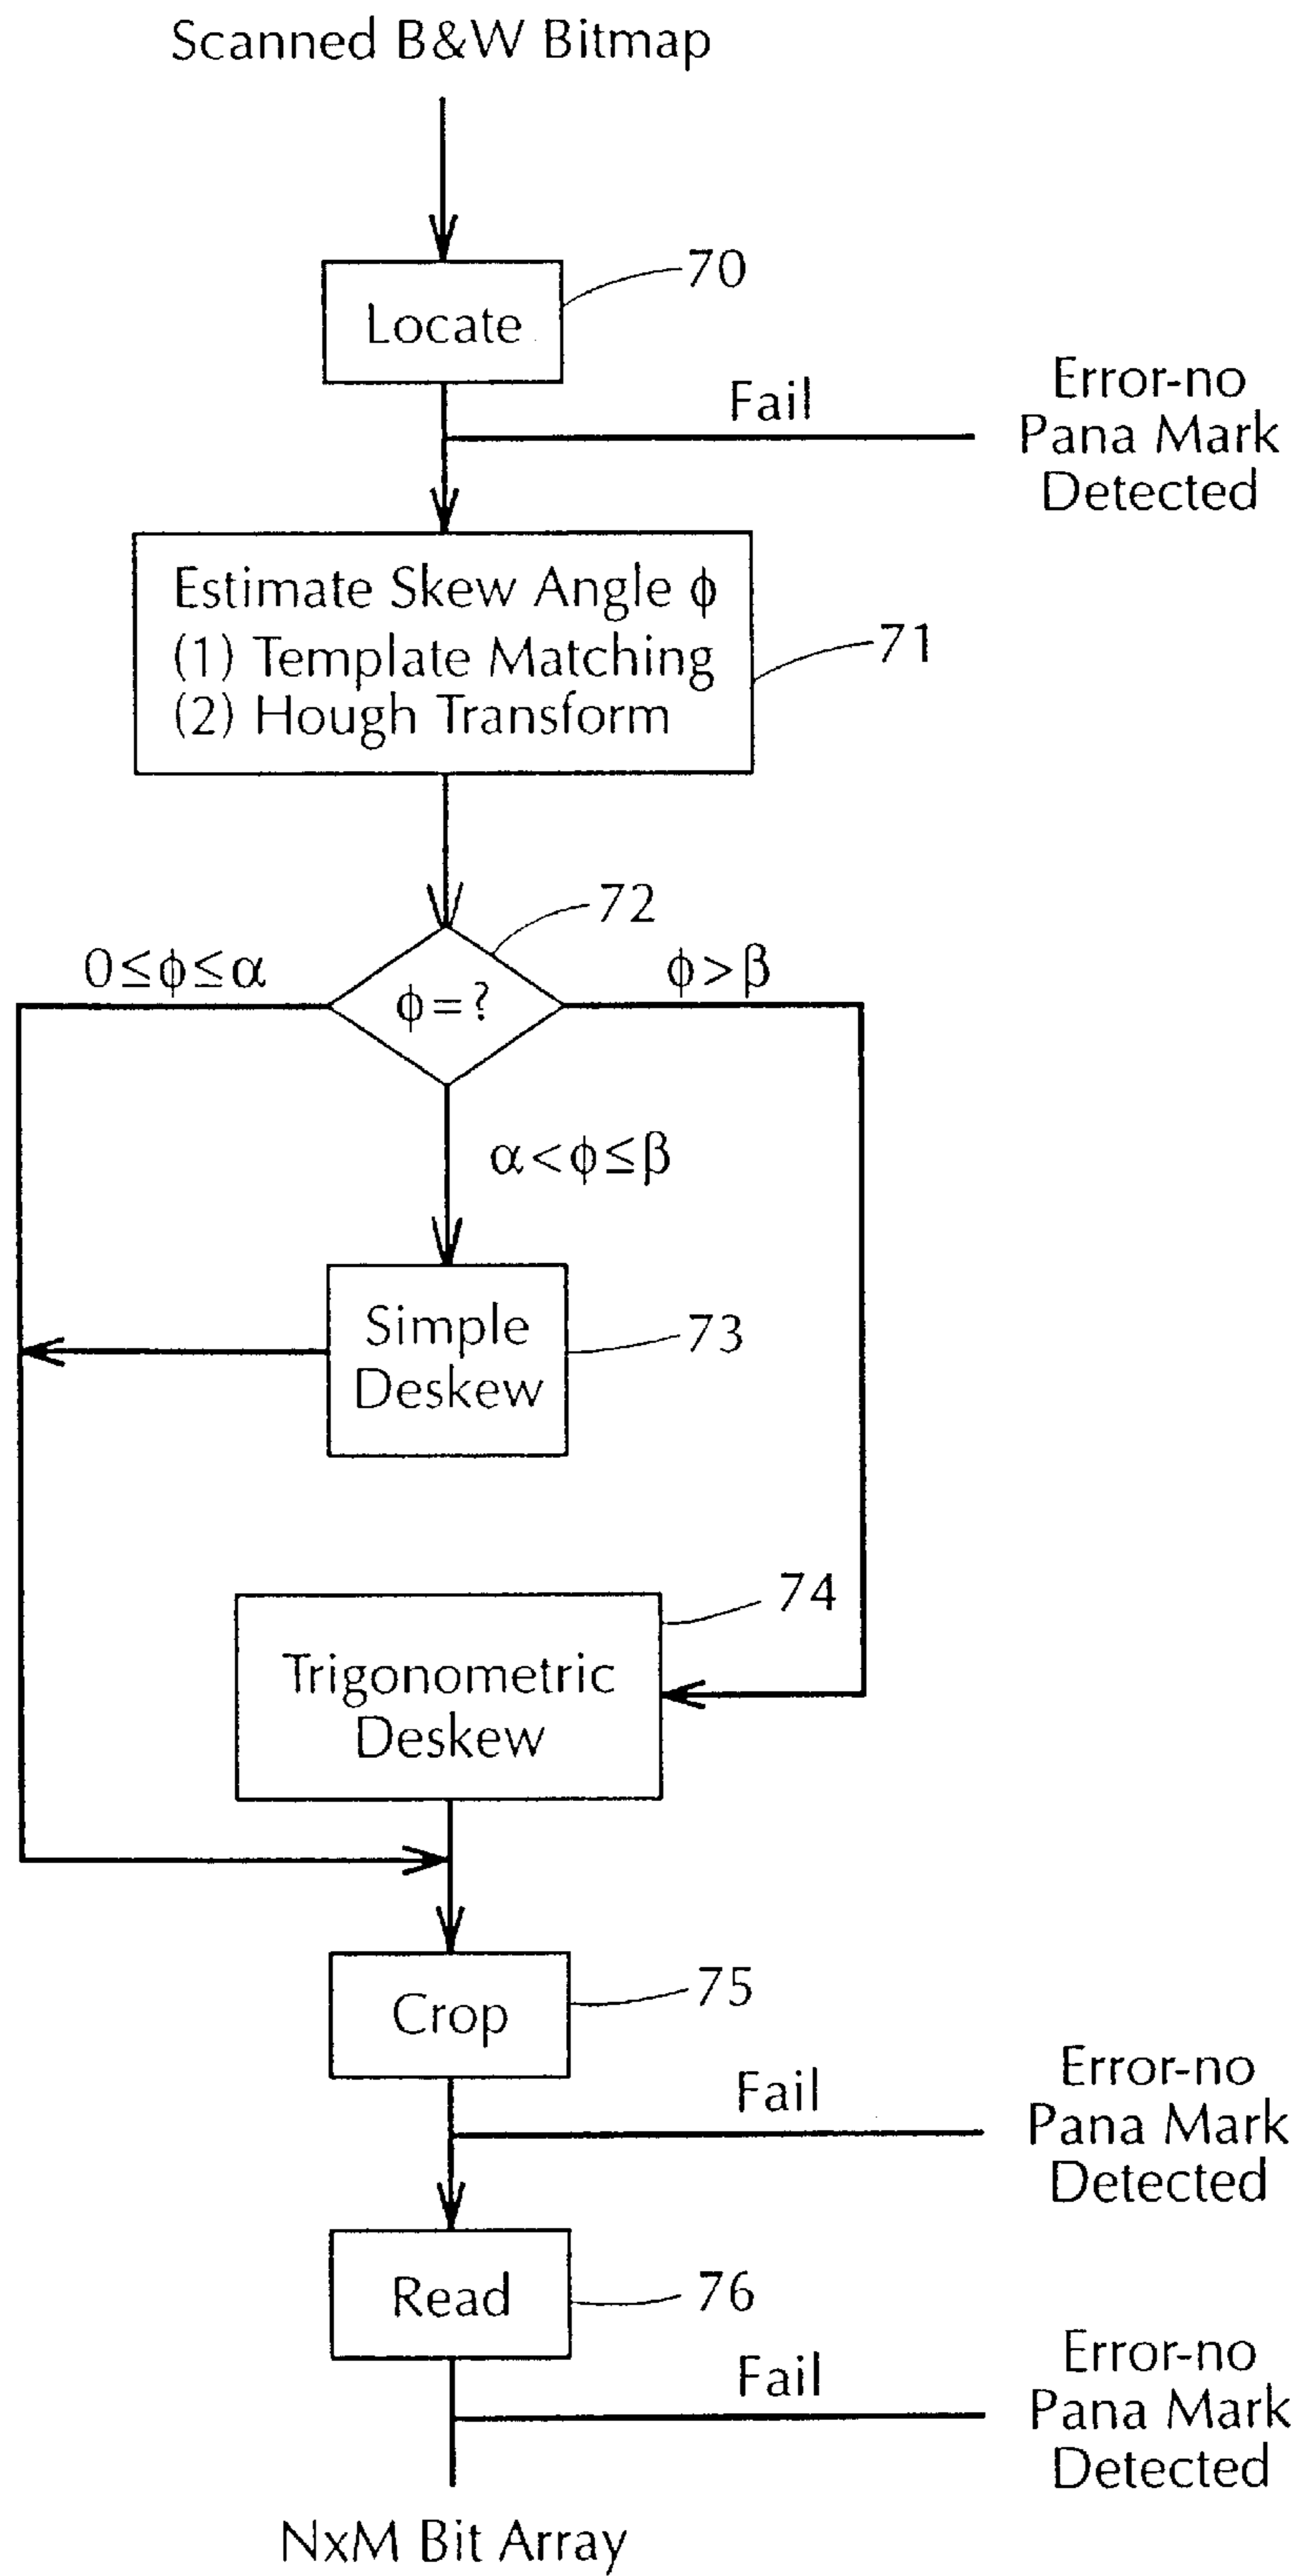 Scanned B&W Bitmap
70
Locate
Fail
Error-no
Pana Mark
Detected
Estimate Skew Angle ϕ
(1) Template Matching
(2) Hough Transform
71
72
0≤ϕ≤α
ϕ=?
ϕ>β
α<ϕ≤β
Simple
Deskew
73
74
Trigonometric
Deskew
Crop
75
Fail
Error-no
Pana Mark
Detected
Read
76
Fail
Error-no
Pana Mark
Detected
NxM Bit Array